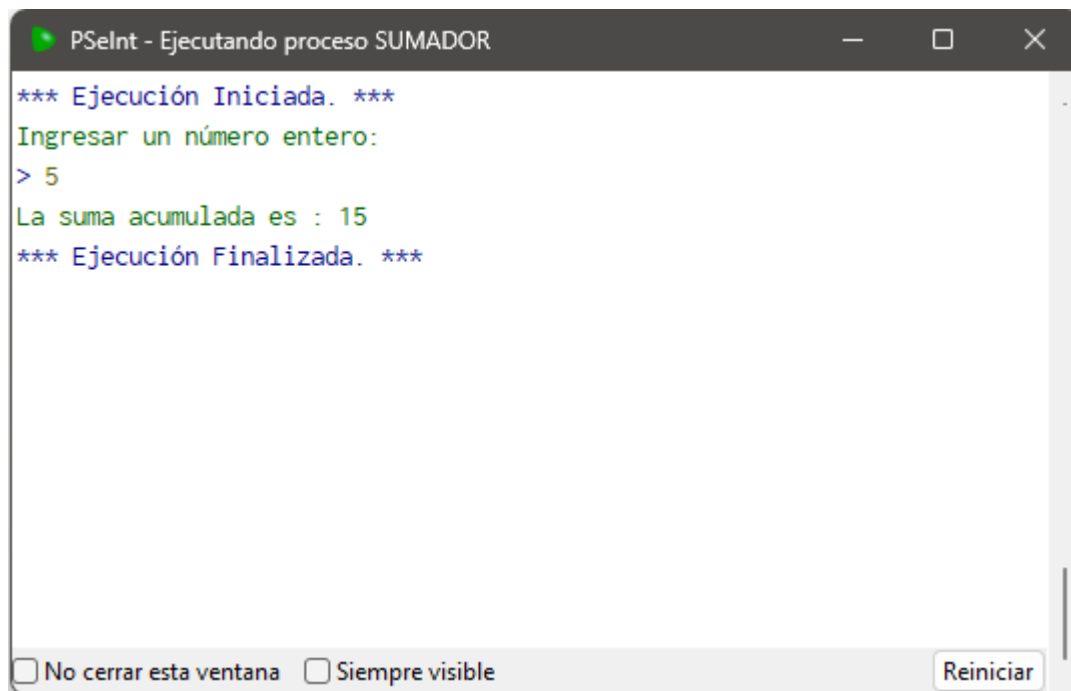 PSeInt - Ejecutando proceso SUMADOR
*** Ejecución Iniciada. ***
Ingresar un número entero:
> 5
La suma acumulada es : 15
*** Ejecución Finalizada. ***
No cerrar esta ventana Siempre visible Reiniciar